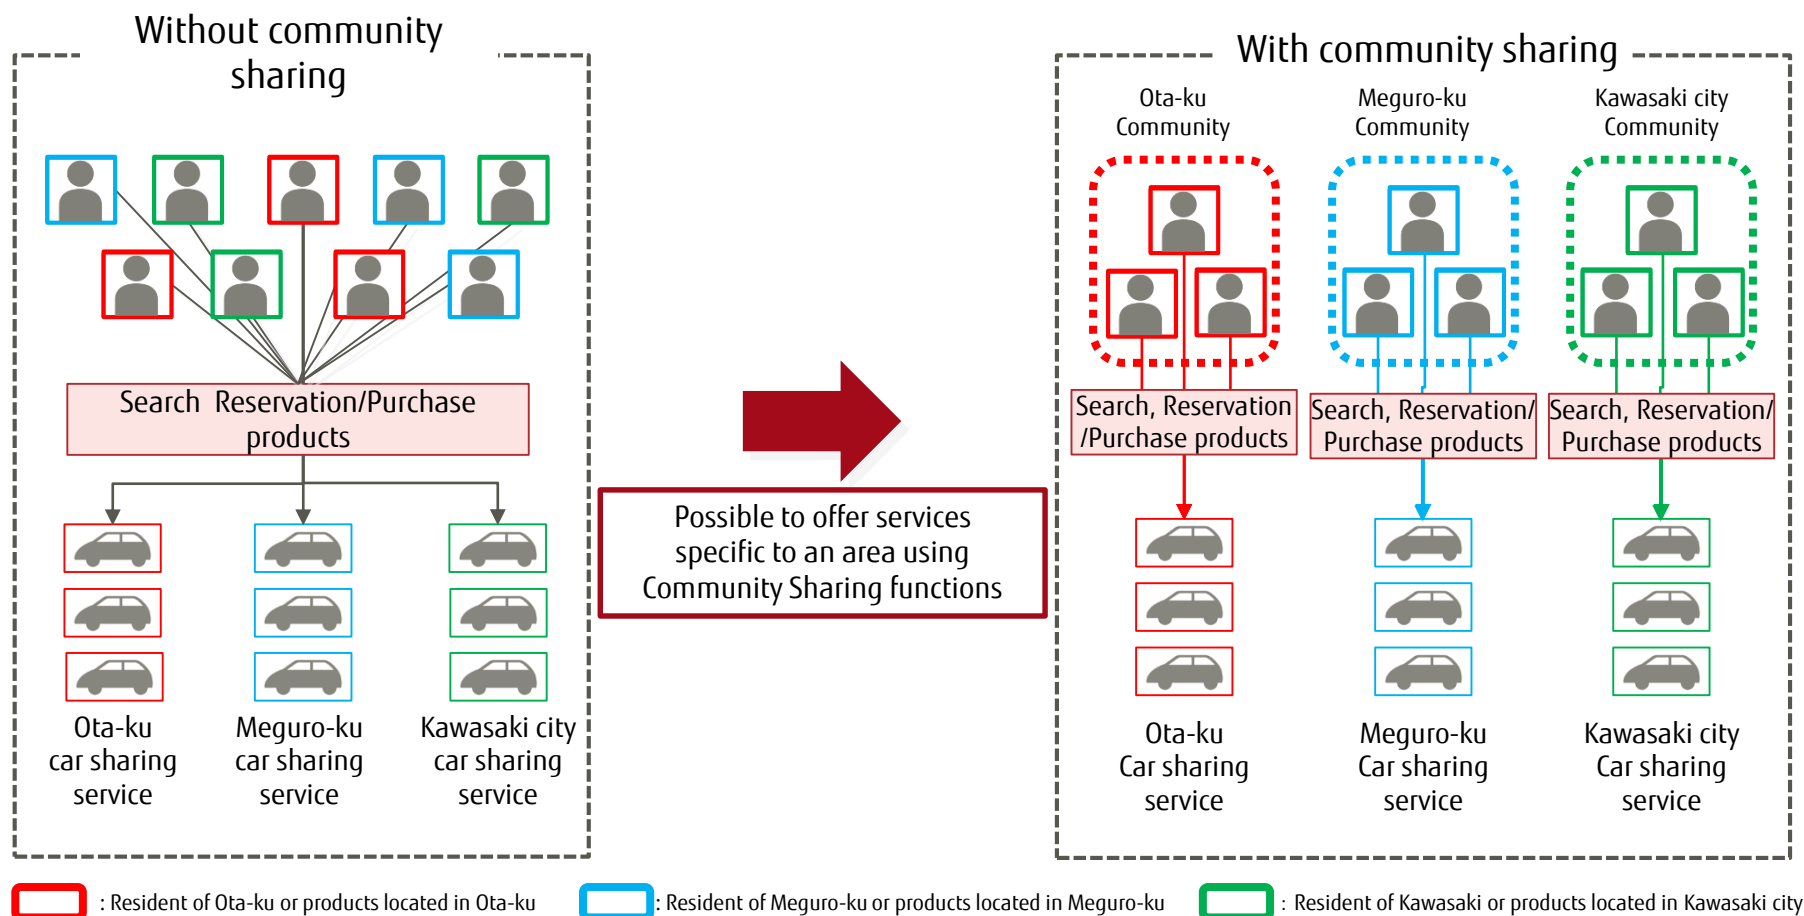 Without community
sharing
Search  Reservation/Purchase
products
Ota-ku
car sharing
service
Meguro-ku
car sharing
service
Kawasaki city
car sharing
service
Possible to offer services
specific to an area using
Community Sharing functions
With community sharing
Ota-ku
Community
Meguro-ku
Community
Kawasaki city
Community
Search, Reservation
/Purchase products
Search, Reservation/
Purchase products
Search, Reservation/
Purchase products
Ota-ku
Car sharing
service
Meguro-ku
Car sharing
service
Kawasaki city
Car sharing
service
: Resident of Ota-ku or products located in Ota-ku
: Resident of Meguro-ku or products located in Meguro-ku
: Resident of Kawasaki or products located in Kawasaki city